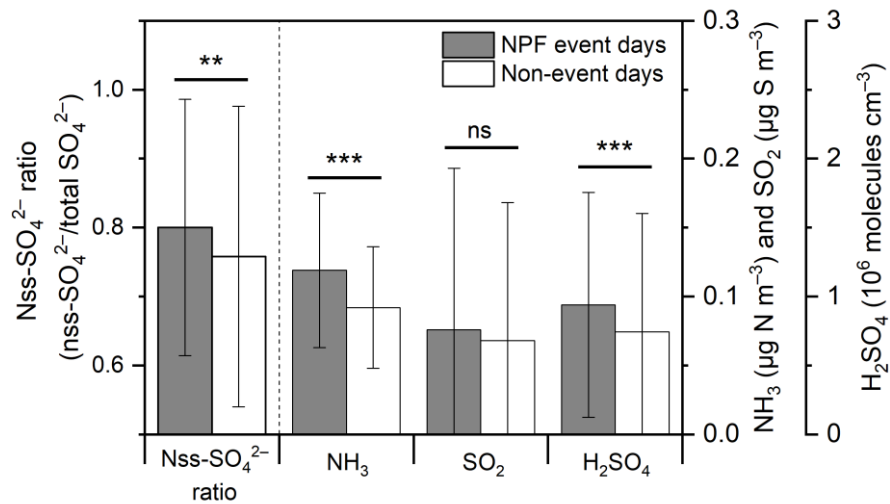 NPF event days
Non-event days
**
***
ns
***
1.0
0.8
0.6
Nss-SO₄²⁻ ratio
(nss-SO₄²⁻/total SO₄²⁻)
0.3
0.2
0.1
0.0
NH₃ (µg N m⁻³) and SO₂ (µg S m⁻³)
3
2
1
0
H₂SO₄ (10⁶ molecules cm⁻³)
Nss-SO₄²⁻
ratio
NH₃
SO₂
H₂SO₄